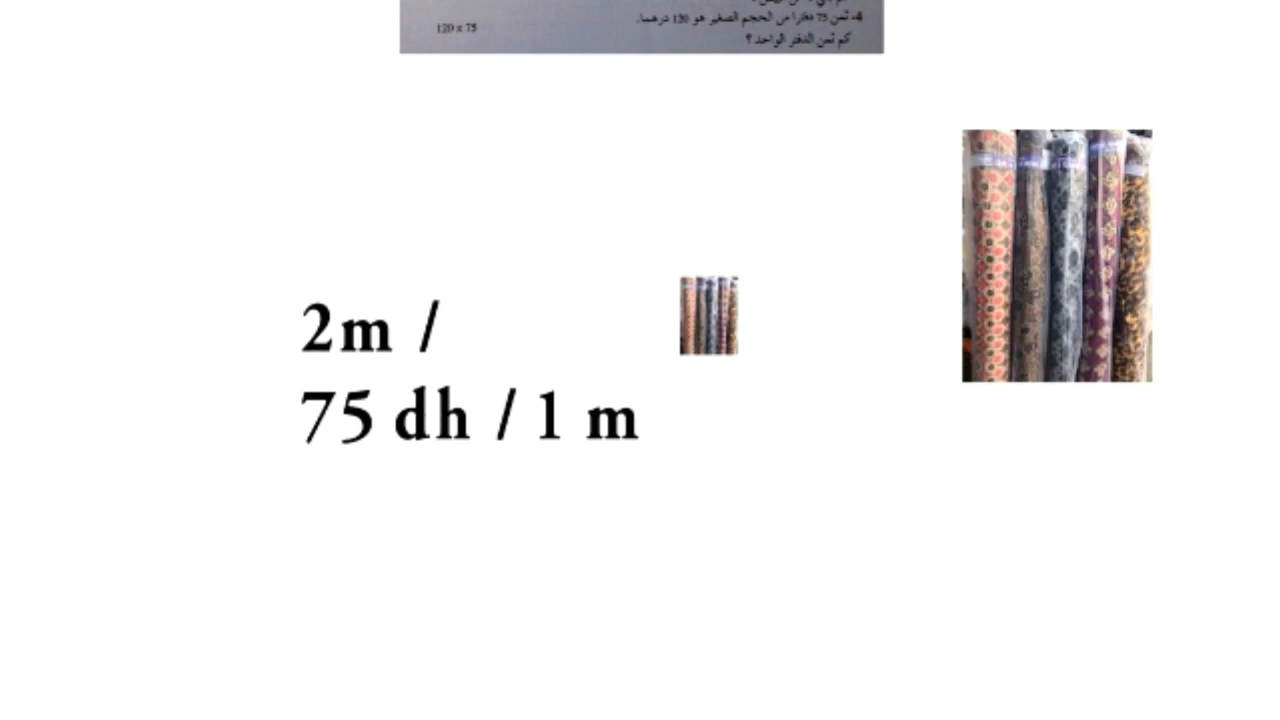 4- ثمن 75 دفترا من الحجم الصغير هو 120 درهما.
كم ثمن الدفتر الواحد ؟
120 x 75
2m /
75 dh / 1 m